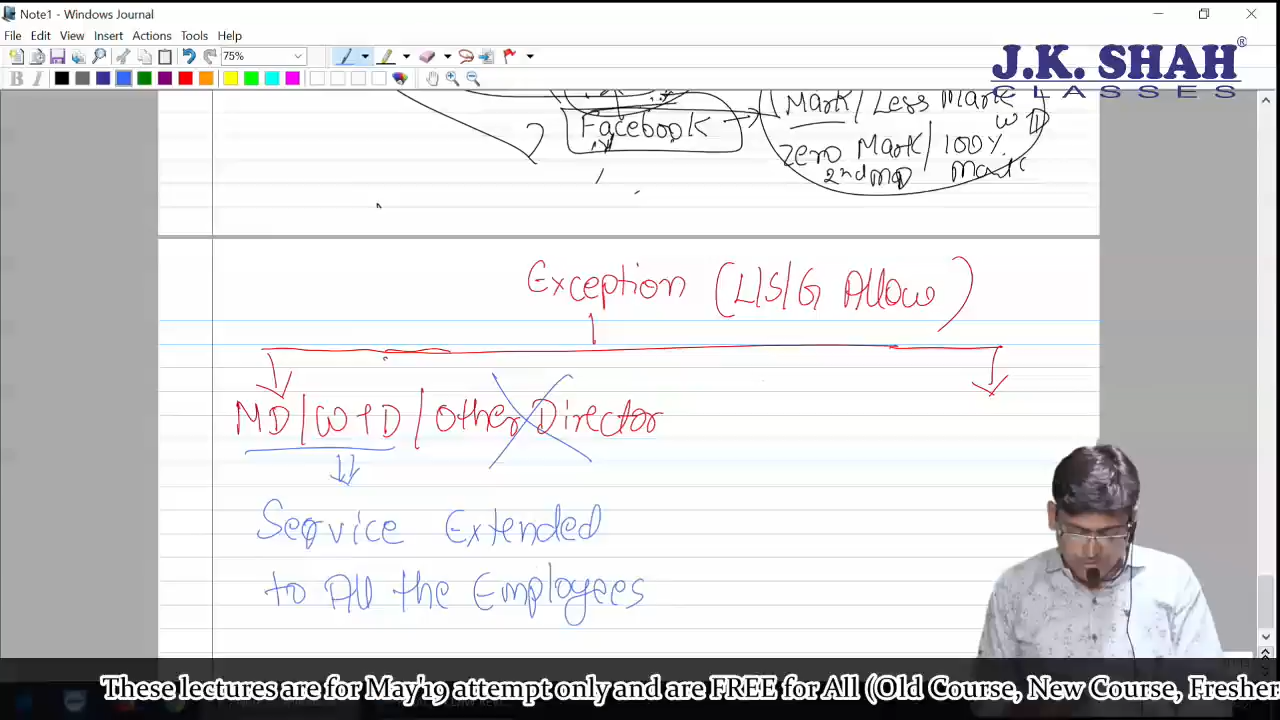 Note1 - Windows Journal
File Edit View Insert Actions Tools Help
75%
B I
J.K. SHAH®
CLASSES
Facebook
(Mark/Less Mark
WTD
Zero Mark/100%
2nd MD Mark
Exception (L/S/G Allow)
MD/WTD/Other Director
Service Extended
to All the Employees
These lectures are for May'19 attempt only and are FREE for All (Old Course, New Course, Fresher